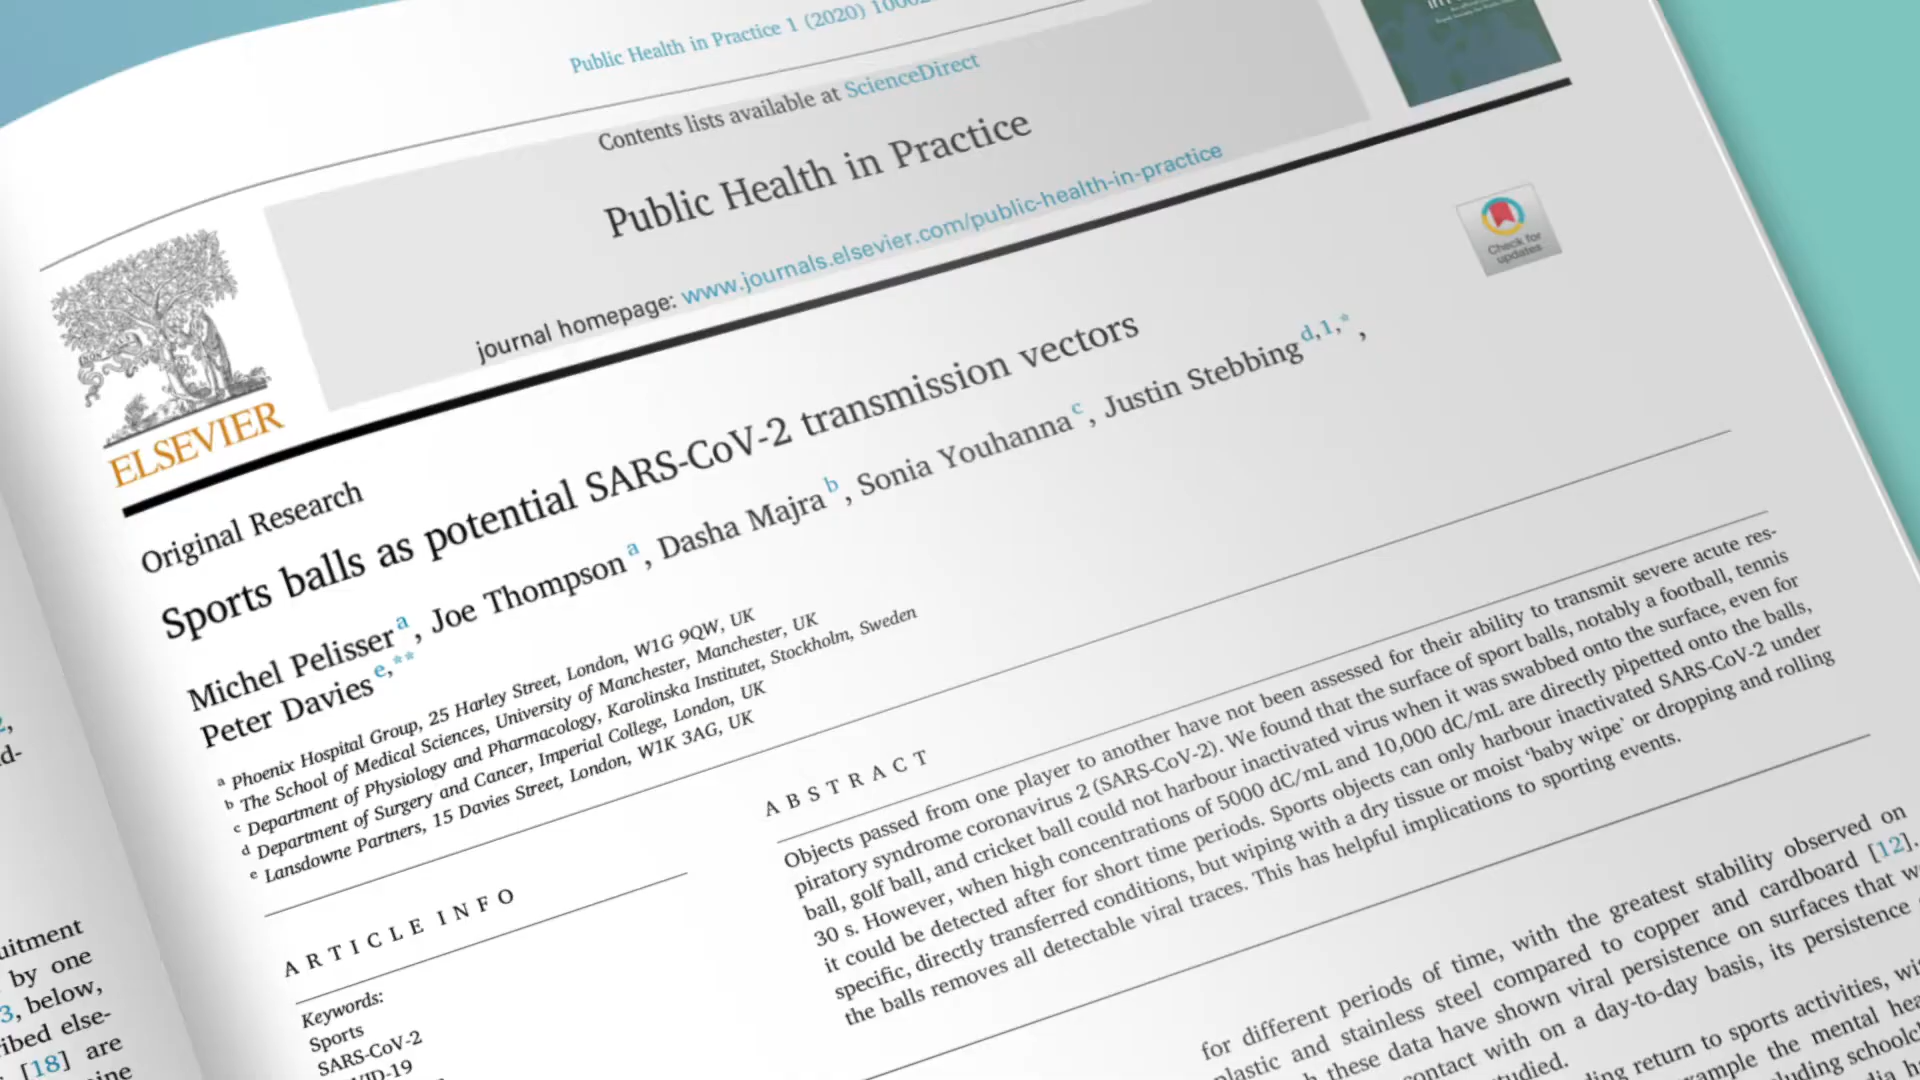 Public Health in Practice 1 (2020)
Contents lists available at ScienceDirect
Public Health in Practice
journal homepage: www.journals.elsevier.com/public-health-in-practice
ELSEVIER
Check for
updates
Original Research
Sports balls as potential SARS-CoV-2 transmission vectors
Michel Pelisser a, Joe Thompson a, Dasha Majra b, Sonia Youhanna c, Justin Stebbing d,1,*,
Peter Davies e,**
a Phoenix Hospital Group, 25 Harley Street, London, W1G 9QW, UK
b The School of Medical Sciences, University of Manchester, Manchester, UK
c Department of Physiology and Pharmacology, Karolinska Institutet, Stockholm, Sweden
d Department of Surgery and Cancer, Imperial College, London, UK
e Lansdowne Partners, 15 Davies Street, London, W1K 3AG, UK
ARTICLE INFO
Keywords:
Sports
SARS-CoV-2
VID-19
ABSTRACT
Objects passed from one player to another have not been assessed for their ability to transmit severe acute res-
piratory syndrome coronavirus 2 (SARS-CoV-2). We found that the surface of sport balls, notably a football, tennis
ball, golf ball, and cricket ball could not harbour inactivated virus when it was swabbed onto the surface, even for
30 s. However, when high concentrations of 5000 dC/mL and 10,000 dC/mL are directly pipetted onto the balls,
it could be detected after for short time periods. Sports objects can only harbour inactivated SARS-CoV-2 under
specific, directly transferred conditions, but wiping with a dry tissue or moist 'baby wipe' or dropping and rolling
the balls removes all detectable viral traces. This has helpful implications to sporting events.
for different periods of time, with the greatest stability observed on
plastic and stainless steel compared to copper and cardboard [12].
these data have shown viral persistence on surfaces that
contact with on a day-to-day basis, its persistence
tudied.
ding return to sports activities,
xample the mental
luding
uitment
by one
3, below,
ribed else-
[18] are